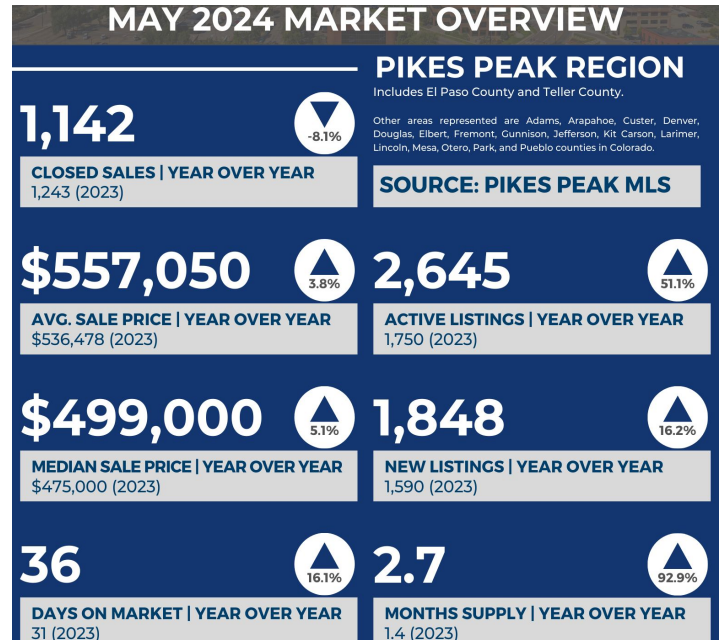 MAY 2024 MARKET OVERVIEW
PIKES PEAK REGION
Includes El Paso County and Teller County.
Other areas represented are Adams, Arapahoe, Custer, Denver,
Douglas, Elbert, Fremont, Gunnison, Jefferson, Kit Carson, Larimer,
Lincoln, Mesa, Otero, Park, and Pueblo counties in Colorado.
SOURCE: PIKES PEAK MLS
1,142
-8.1%
CLOSED SALES | YEAR OVER YEAR
1,243 (2023)
$557,050
3.8%
AVG. SALE PRICE | YEAR OVER YEAR
$536,478 (2023)
2,645
51.1%
ACTIVE LISTINGS | YEAR OVER YEAR
1,750 (2023)
$499,000
5.1%
MEDIAN SALE PRICE | YEAR OVER YEAR
$475,000 (2023)
1,848
16.2%
NEW LISTINGS | YEAR OVER YEAR
1,590 (2023)
36
16.1%
DAYS ON MARKET | YEAR OVER YEAR
31 (2023)
2.7
92.9%
MONTHS SUPPLY | YEAR OVER YEAR
1.4 (2023)